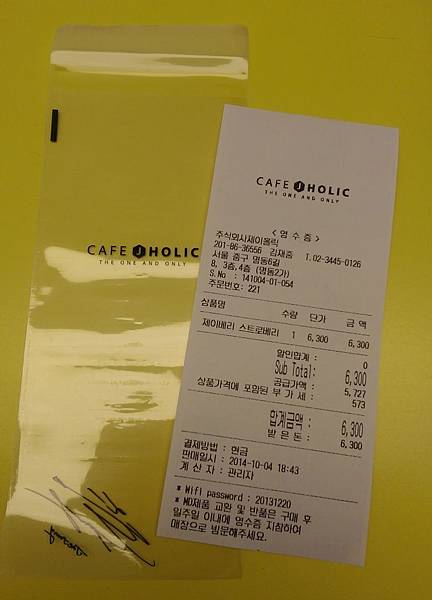 CAFE JHOLIC
THE ONE AND ONLY
CAFE JHOLIC
THE ONE AND ONLY
< 영 수 증 >
주식회사제이홀릭
201-86-36556 김재중 T.02-3445-0126
서울 중구 명동6길
8, 3층,4층 (명동2가)
S.No : 141004-01-054
주문번호: 221
상품명 수량 단가 금 액
제이베리 스트로베리 1 6,300 6,300
할인합계 : 0
Sub Total: 6,300
공급가액 : 5,727
상품가격에 포함된 부 가 세 : 573
합계금액 : 6,300
받 은 돈 : 6,300
결제방법 : 현금
판매일시 : 2014-10-04 18:43
계 산 자 : 관리자
* Wifi password : 20131220
* MD제품 교환 및 반품은 구매 후
일주일 이내에 영수증 지참하여
매장으로 방문해주세요.